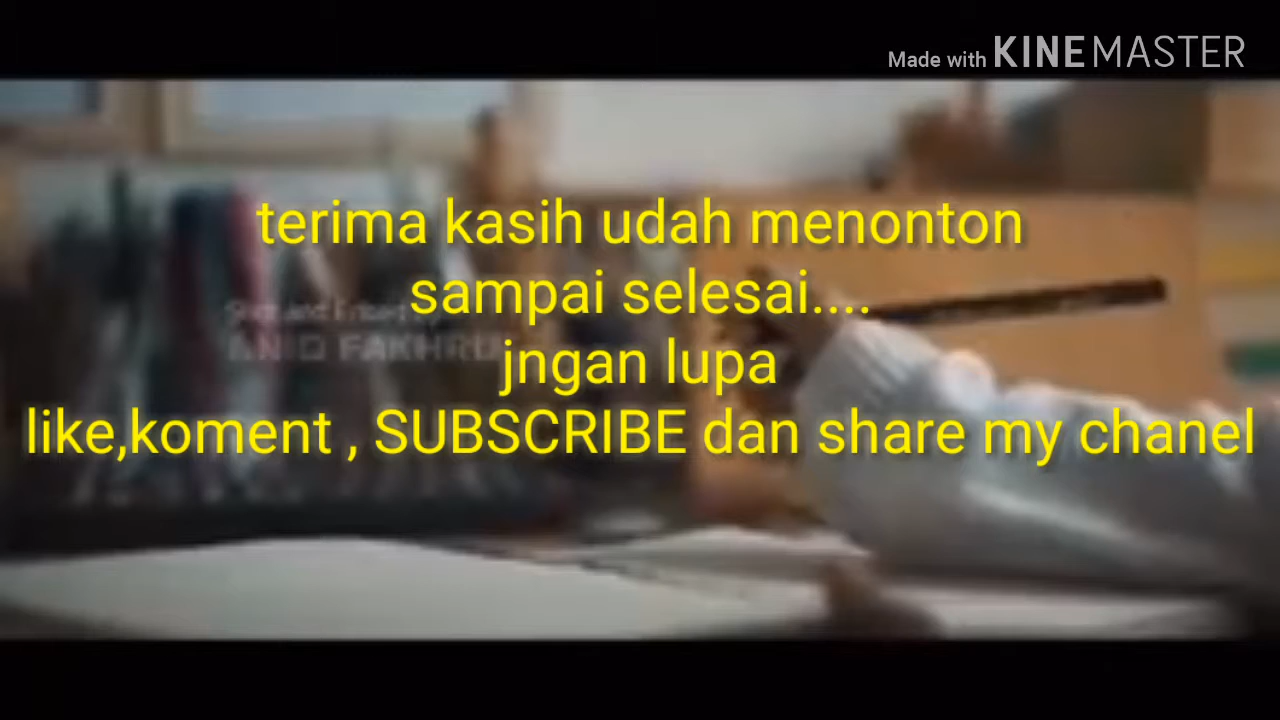 Made with KINEMASTER
terima kasih udah menonton
sampai selesai....
jngan lupa
like,koment , SUBSCRIBE dan share my chanel